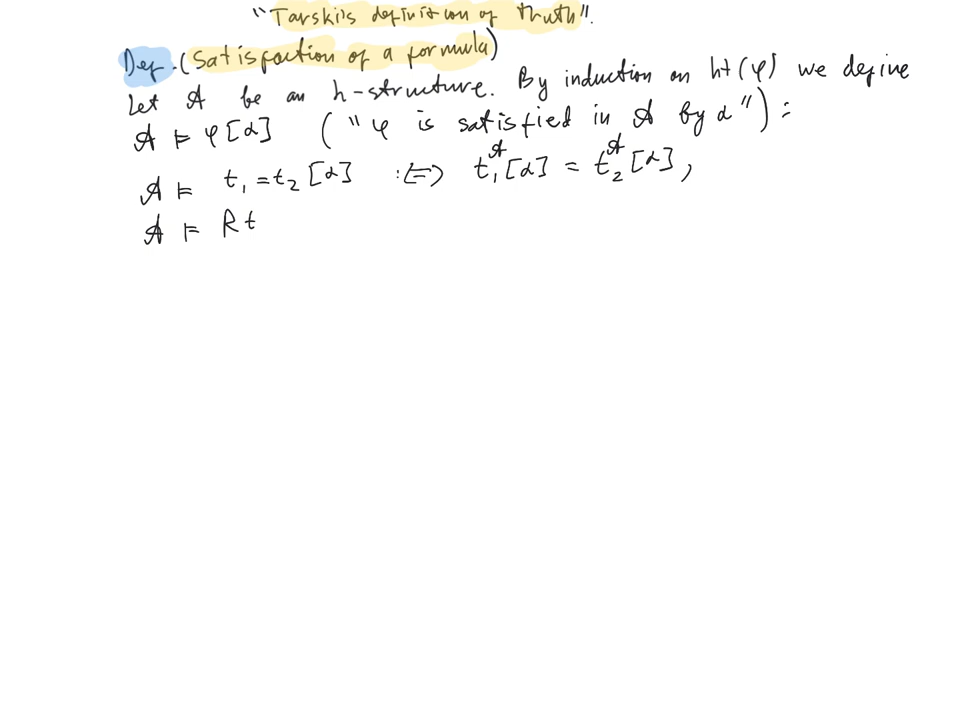 "Tarski's definition of truth".
Def. (Satisfaction of a formula)
Let 𝒜 be an h-structure. By induction on ht(φ) we define
𝒜 ⊨ φ[α] ("φ is satisfied in 𝒜 by α"):
𝒜 ⊨ t₁=t₂[α] :⇔ t₁^𝒜[α] = t₂^𝒜[α],
𝒜 ⊨ Rt